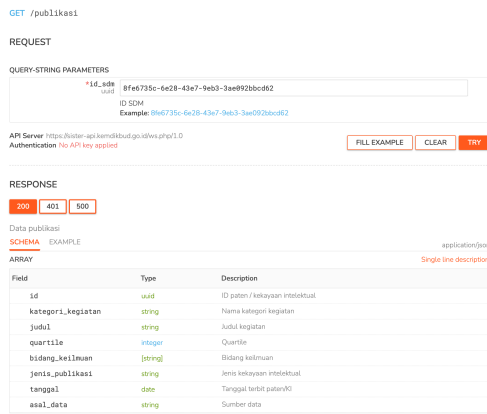 GET /publikasi
REQUEST
QUERY-STRING PARAMETERS
*id_sdm 8fe6735c-6e28-43e7-9eb3-3ae092bbcd62
uuid
ID SDM
Example: 8fe6735c-6e28-43e7-9eb3-3ae092bbcd62
API Server https://sister-api.kemdikbud.go.id/ws.php/1.0
Authentication No API key applied
FILL EXAMPLE CLEAR TRY
RESPONSE
200 401 500
Data publikasi
SCHEMA EXAMPLE
application/json
ARRAY Single line description
Field Type Description
id uuid ID paten / kekayaan intelektual
kategori_kegiatan string Nama kategori kegiatan
judul string Judul kegiatan
quartile integer Quartile
bidang_keilmuan [string] Bidang keilmuan
jenis_publikasi string Jenis kekayaan intelektual
tanggal date Tanggal terbit paten/KI
asal_data string Sumber data